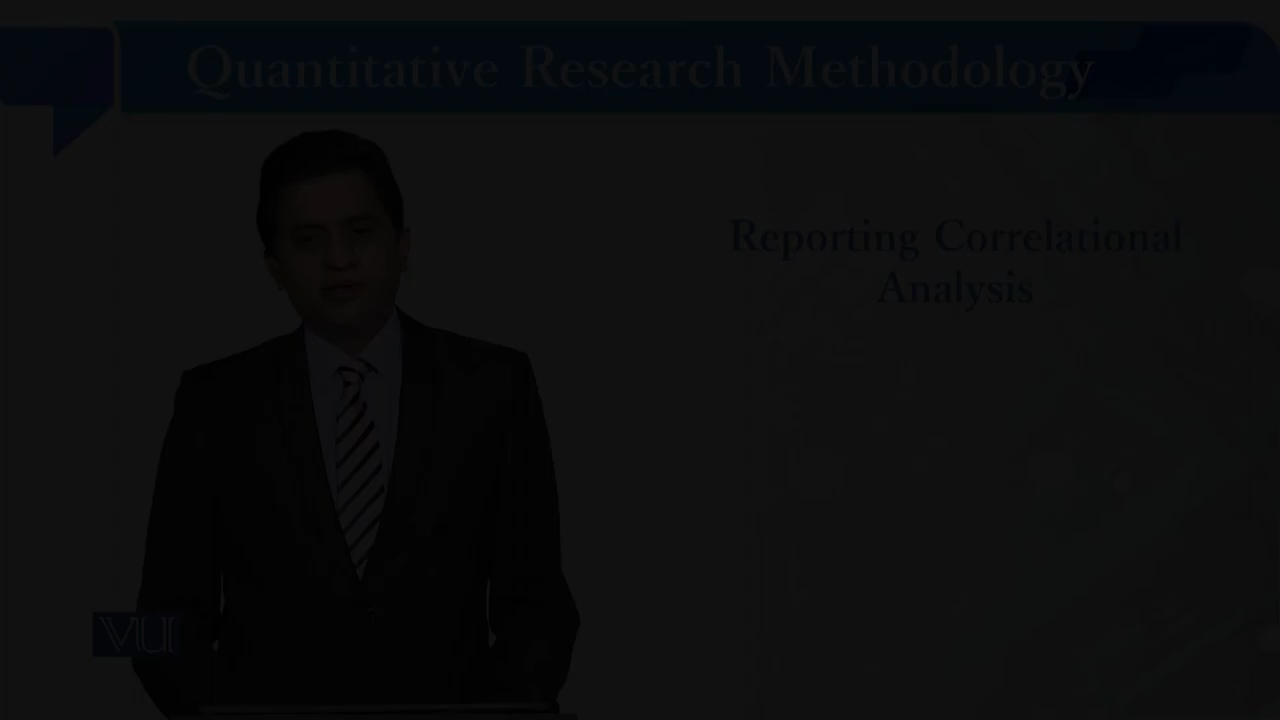 Quantitative Research Methodology
Reporting Correlational
Analysis
VU